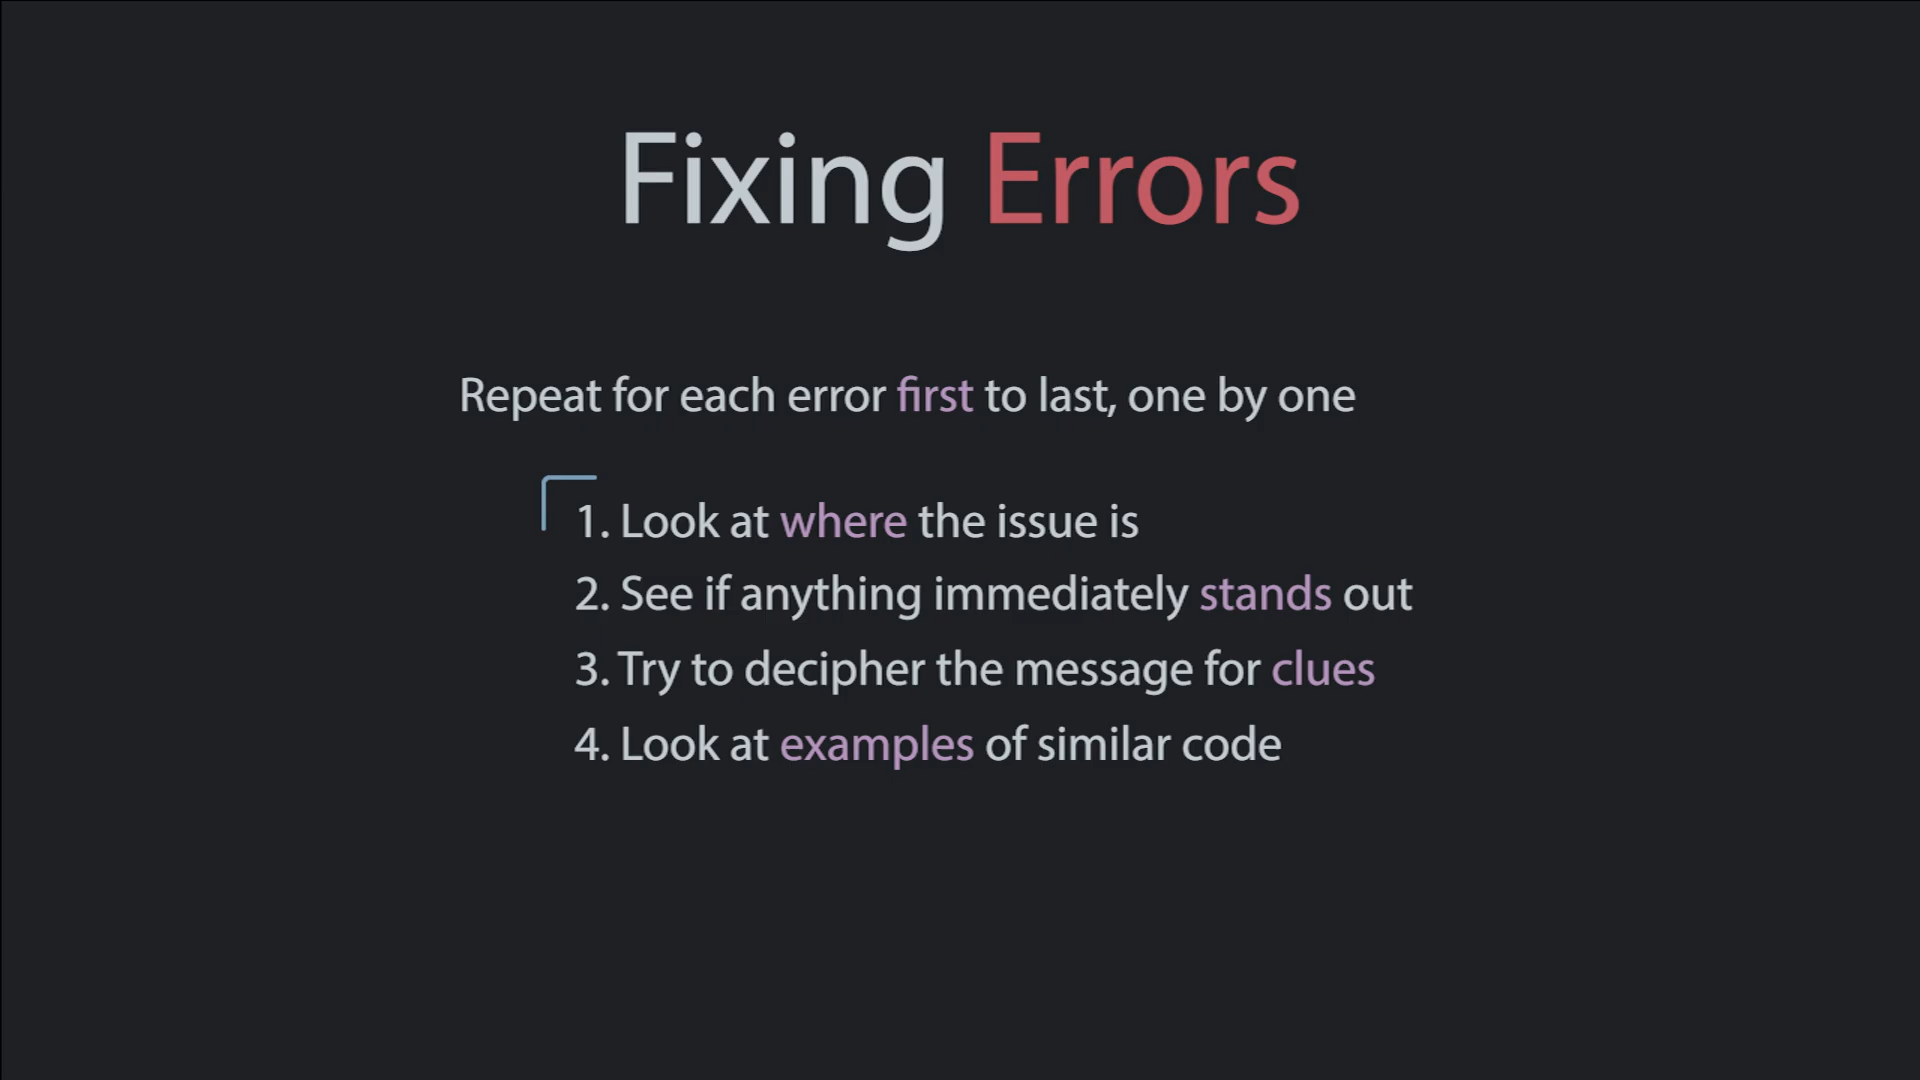 Fixing Errors
Repeat for each error first to last, one by one
1. Look at where the issue is
2. See if anything immediately stands out
3. Try to decipher the message for clues
4. Look at examples of similar code